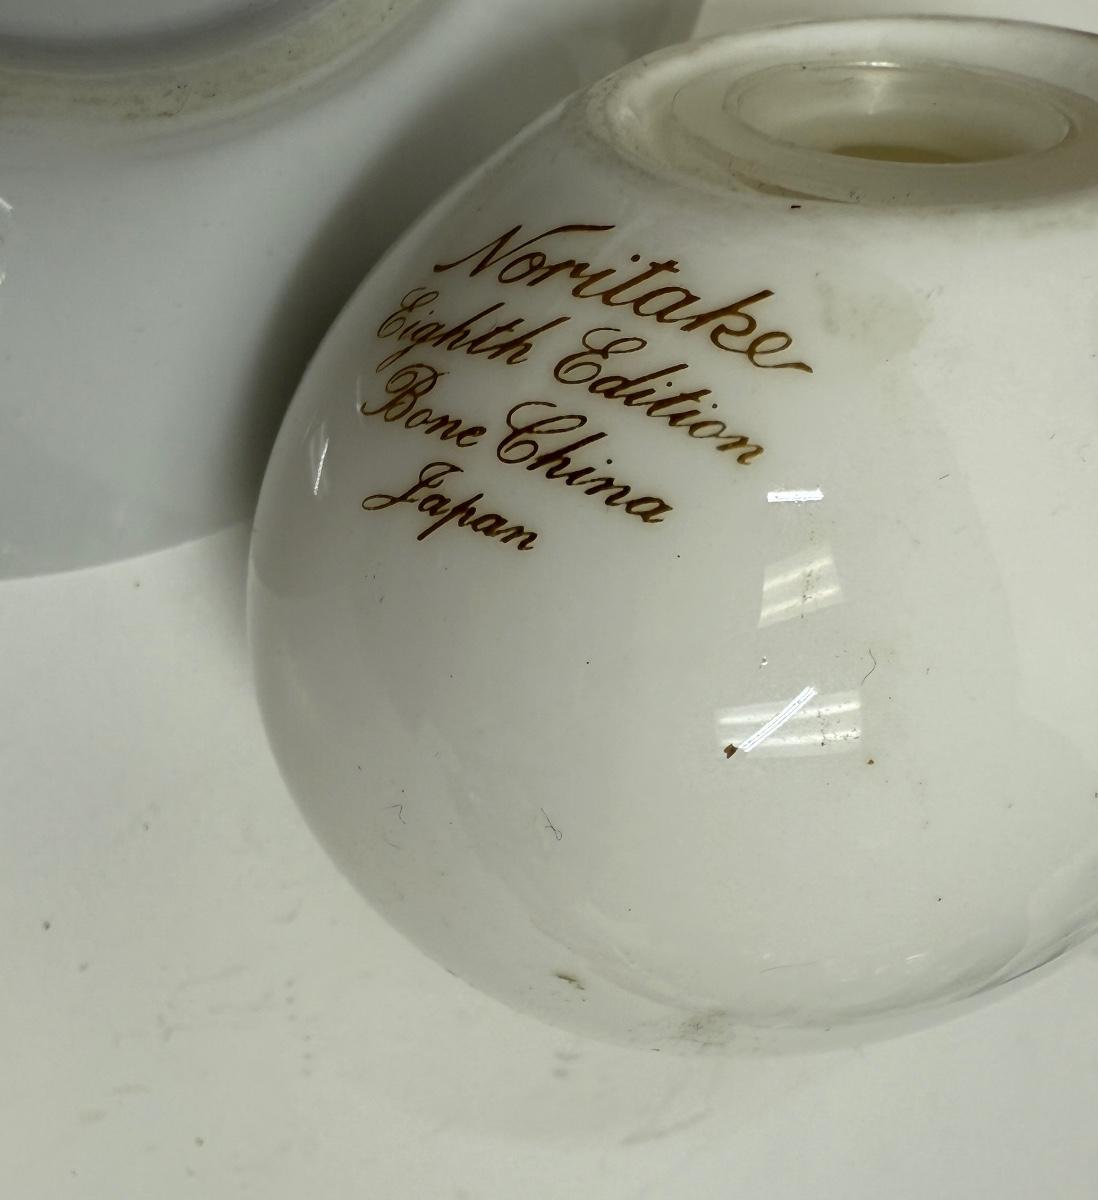 Noritake
Eighth Edition
Bone China
Japan